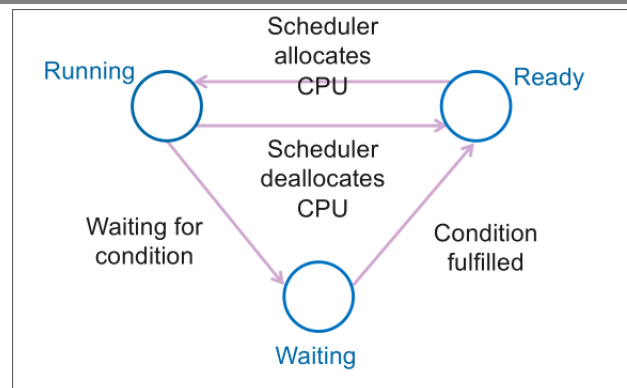 Scheduler
allocates
CPU
Running
Ready
Scheduler
deallocates
CPU
Waiting for
condition
Condition
fulfilled
Waiting